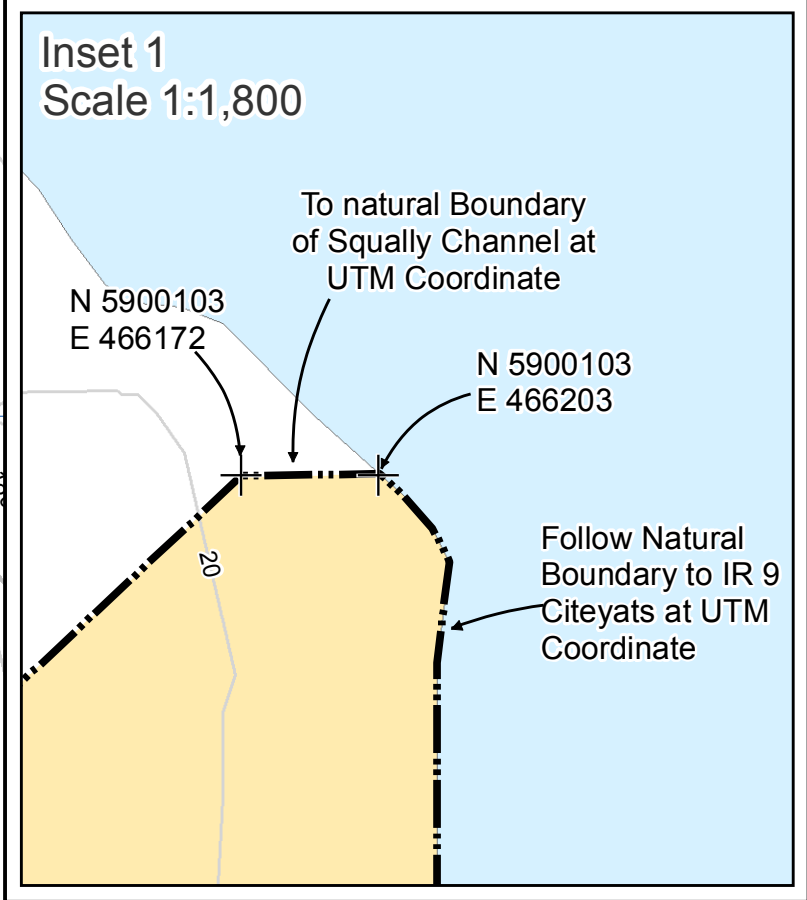 Inset 1
Scale 1:1,800
To natural Boundary
of Squally Channel at
UTM Coordinate
N 5900103
E 466172
N 5900103
E 466203
Follow Natural
Boundary to IR 9
Citeyats at UTM
Coordinate
20